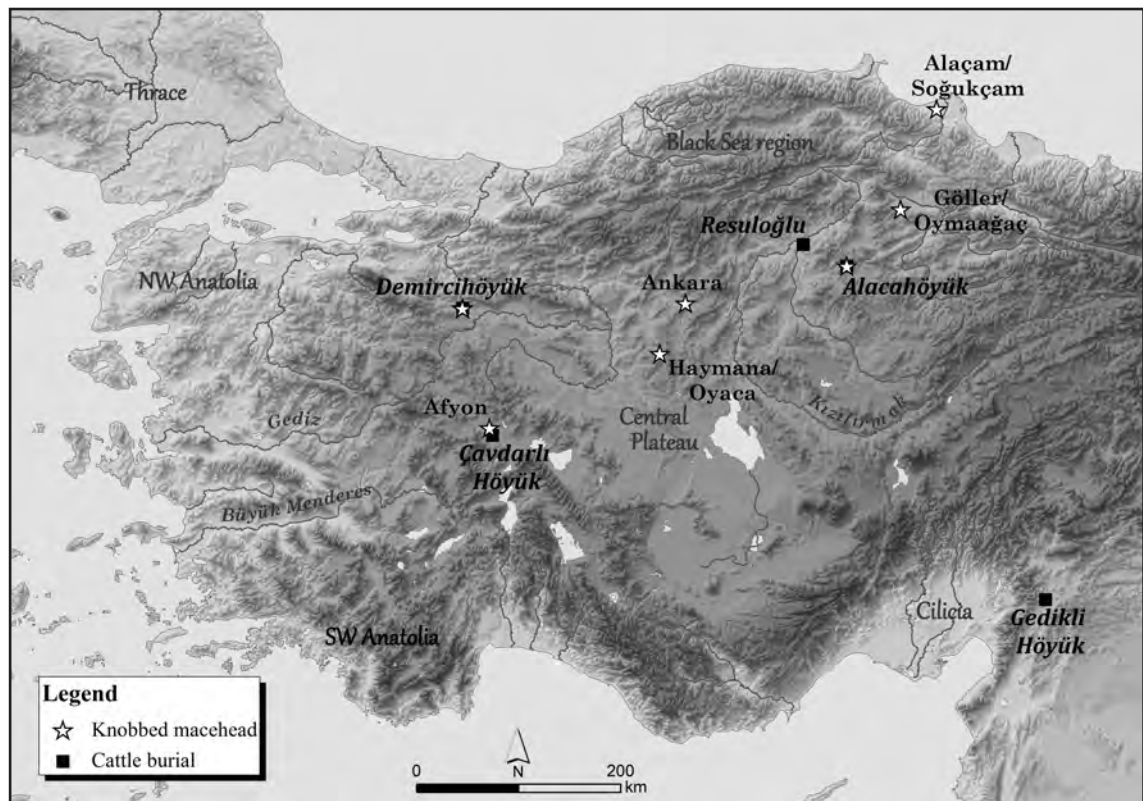 Alaçam/
Soğukçam
Thrace
Black Sea region
Göller/
Oymaağaç
Resuloğlu
NW Anatolia
Demircihöyük
Ankara
Alacahöyük
Haymana/
Oyaca
Kızılırmak
Afyon
Central
Plateau
Gediz
Çavdarlı
Höyük
Büyük Menderes
Cilicia
Gedikli
Höyük
SW Anatolia
Legend
Knobbed macehead
Cattle burial
N
0
200
km